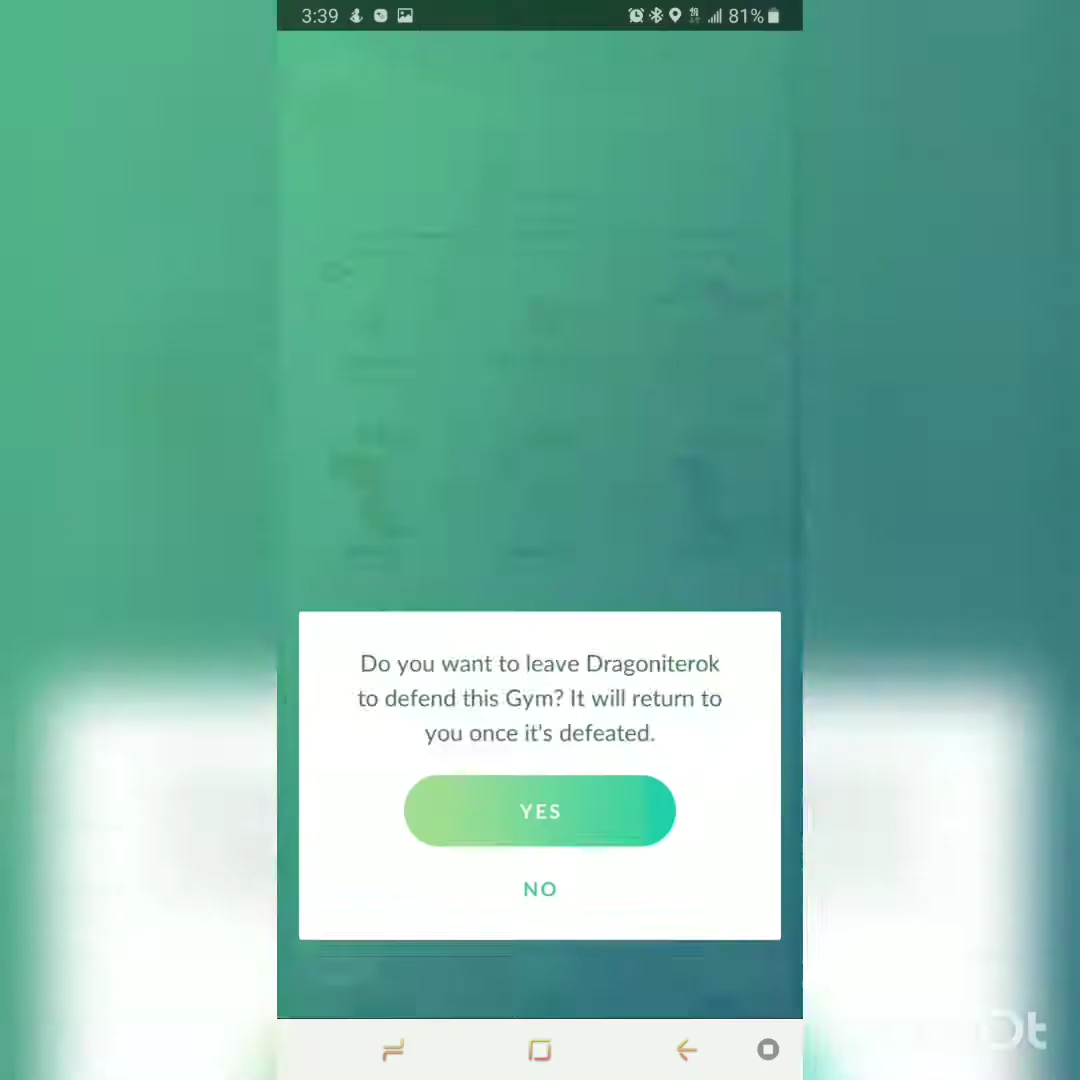 3:39 81%
Do you want to leave Dragoniterok
to defend this Gym? It will return to
you once it's defeated.
YES
NO